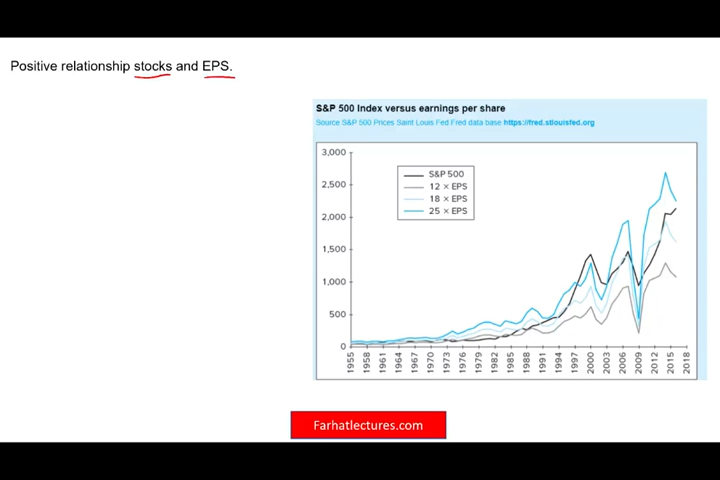 Positive relationship stocks and EPS.
S&P 500 Index versus earnings per share
Source S&P 500 Prices Saint Louis Fed Fred data base https://fred.stlouisfed.org
3,000
2,500
2,000
1,500
1,000
500
0
S&P 500
12 × EPS
18 × EPS
25 × EPS
1955 1958 1961 1964 1967 1970 1973 1976 1979 1982 1985 1988 1991 1994 1997 2000 2003 2006 2009 2012 2015 2018
Farhatlectures.com